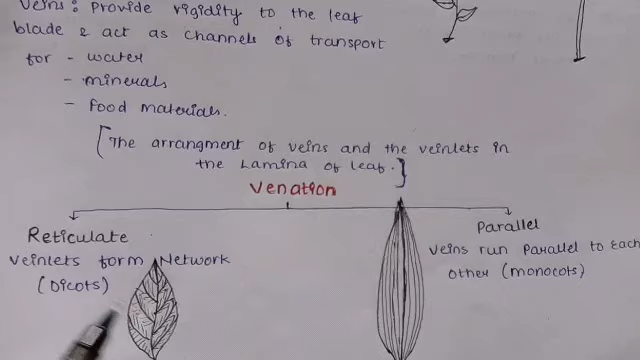 Veins: Provide rigidity to the leaf
blade & act as channels of transport
for - water
- minerals
- food materials.
[The arrangment of veins and the veinlets in
the Lamina of leaf.}
Venation
Reticulate
Veinlets form Network
(Dicots)
Parallel
Veins run Parallel to Each
Other (monocots)